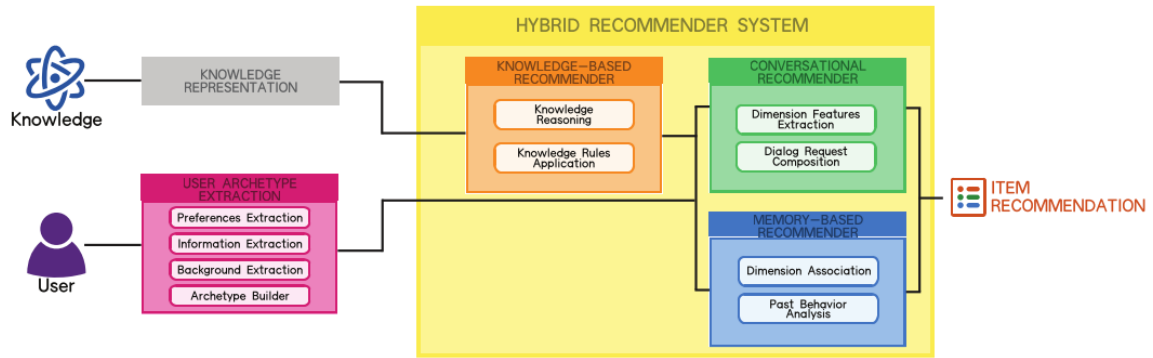 HYBRID RECOMMENDER SYSTEM
Knowledge
KNOWLEDGE
REPRESENTATION
KNOWLEDGE-BASED
RECOMMENDER
Knowledge
Reasoning
Knowledge Rules
Application
CONVERSATIONAL
RECOMMENDER
Dimension Features
Extraction
Dialog Request
Composition
User
USER ARCHETYPE
EXTRACTION
Preferences Extraction
Information Extraction
Background Extraction
Archetype Builder
MEMORY-BASED
RECOMMENDER
Dimension Association
Past Behavior
Analysis
ITEM
RECOMMENDATION